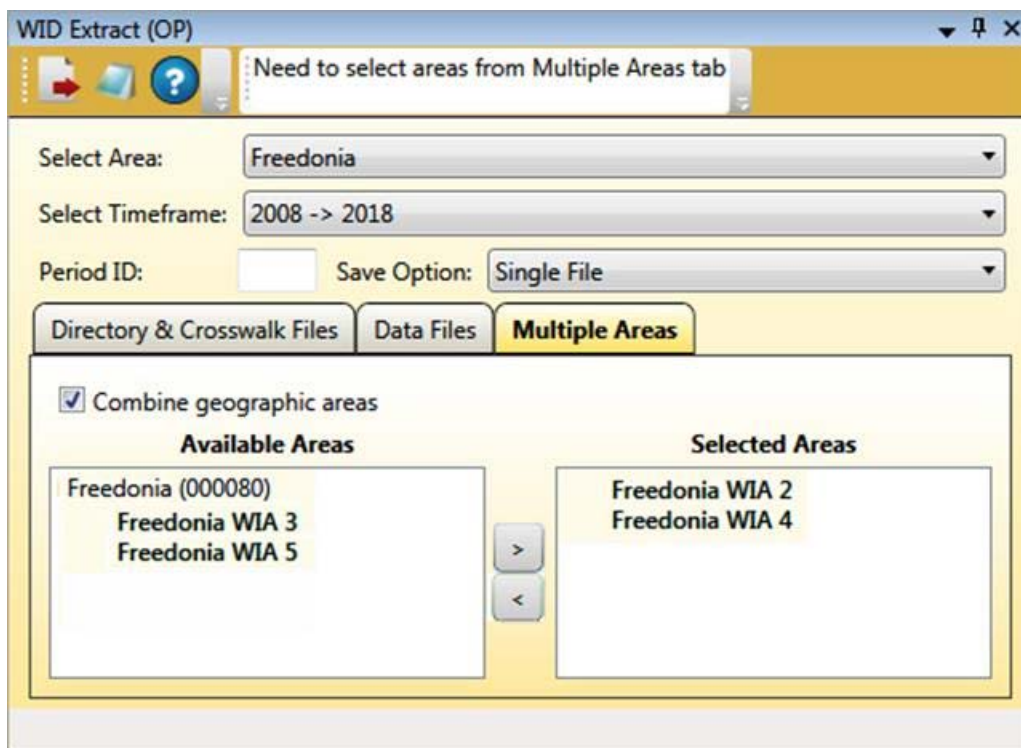 WID Extract (OP)
Need to select areas from Multiple Areas tab
Select Area: Freedonia
Select Timeframe: 2008 -> 2018
Period ID: Save Option: Single File
Directory & Crosswalk Files Data Files Multiple Areas
Combine geographic areas
Available Areas Selected Areas
Freedonia (000080)
Freedonia WIA 3
Freedonia WIA 5
>
<
Freedonia WIA 2
Freedonia WIA 4